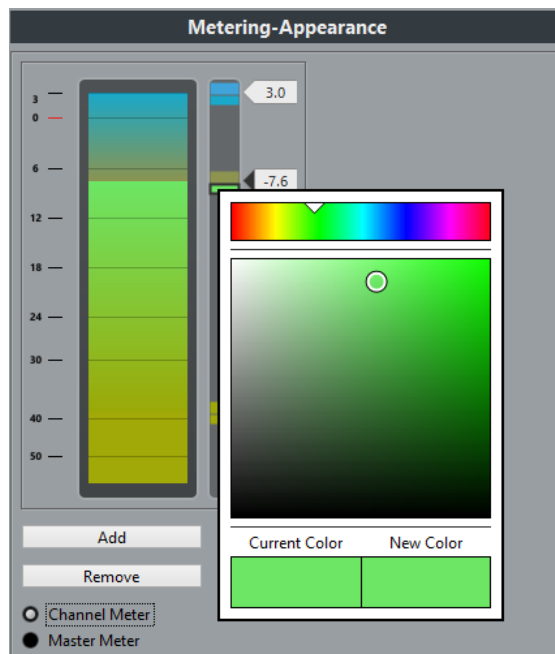 Metering-Appearance
3
3.0
0
6
-7.6
12
18
24
30
40
50
Current Color New Color
Add
Remove
Channel Meter
Master Meter